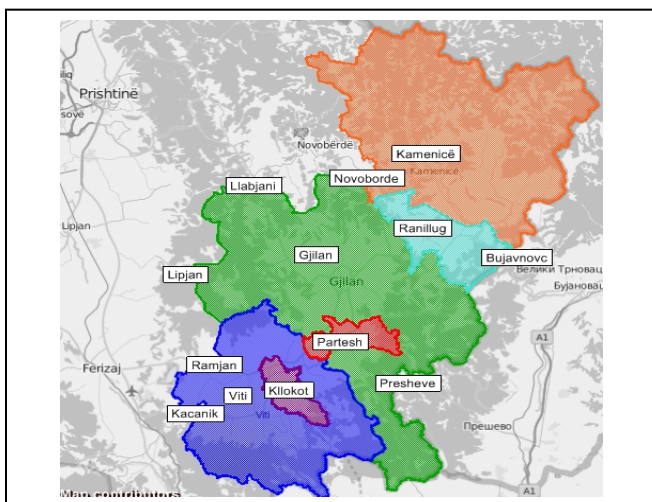 Prishtinë
Novobërdë
Kamenicë
Kamenicë
Llabjani
Novoborde
Lipjan
Ranillug
Gjilan
Bujavnovc
Велики Трновац
Бујановац
Lipjan
Gjilan
A1
Partesh
Ferizaj
Ramjan
Presheve
Viti
Kllokot
Kacanik
Viti
Прешево
A1
Map contributors